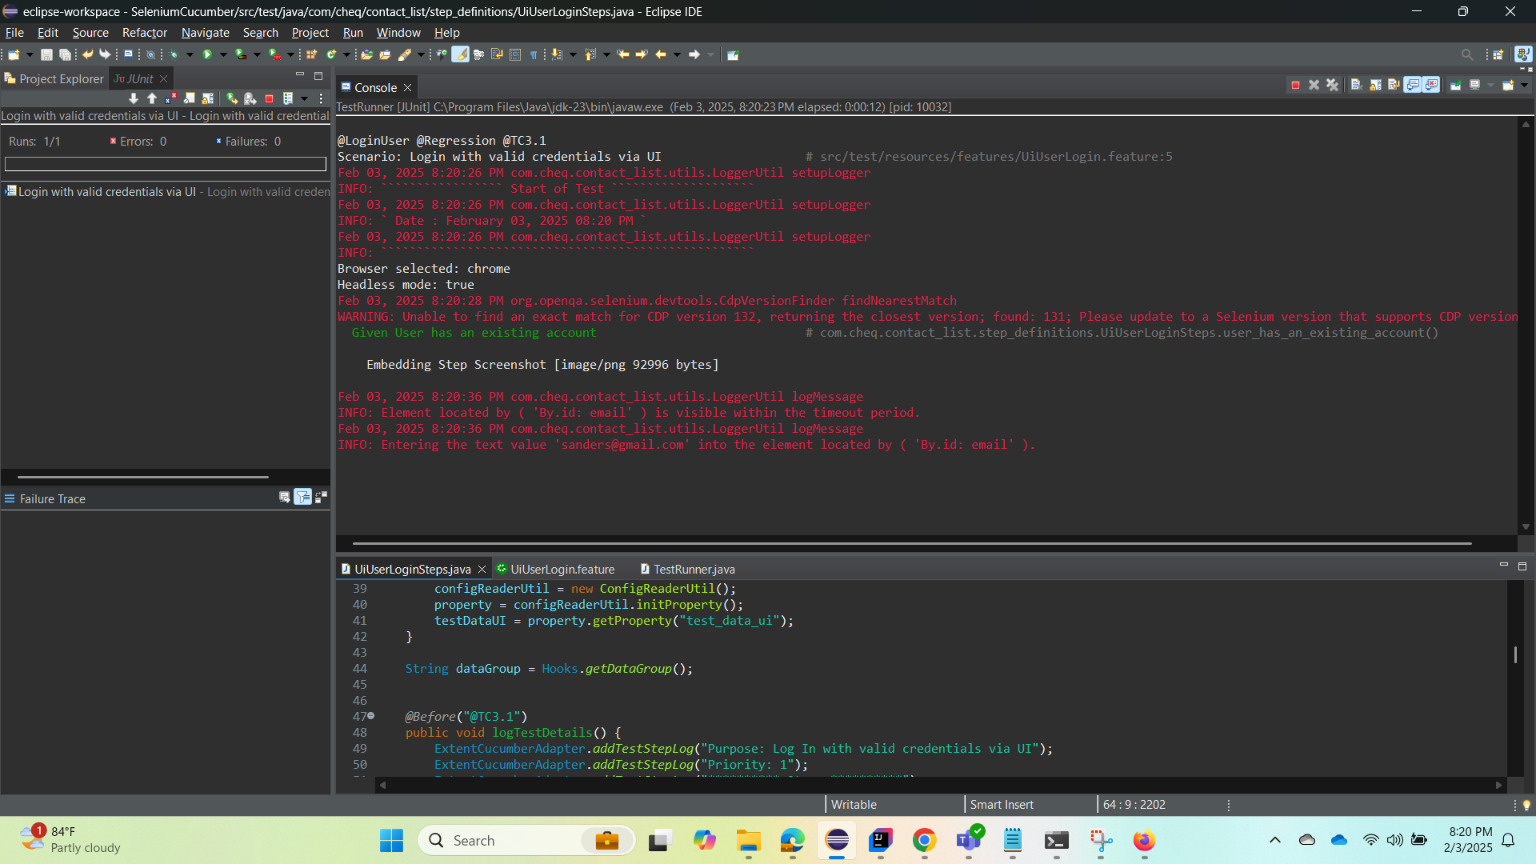 eclipse-workspace - SeleniumCucumber/src/test/java/com/cheq/contact_list/step_definitions/UiUserLoginSteps.java - Eclipse IDE
File Edit Source Refactor Navigate Search Project Run Window Help
Project Explorer JUnit
Console
TestRunner [JUnit] C:\Program Files\Java\jdk-23\bin\javaw.exe (Feb 3, 2025, 8:20:23 PM elapsed: 0:00:12) [pid: 10032]
Login with valid credentials via UI - Login with valid credential
Runs: 1/1 Errors: 0 Failures: 0
Login with valid credentials via UI - Login with valid creden
Failure Trace
@LoginUser @Regression @TC3.1
Scenario: Login with valid credentials via UI # src/test/resources/features/UiUserLogin.feature:5
Feb 03, 2025 8:20:26 PM com.cheq.contact_list.utils.LoggerUtil setupLogger
INFO: ````````````````` Start of Test ````````````````````
Feb 03, 2025 8:20:26 PM com.cheq.contact_list.utils.LoggerUtil setupLogger
INFO: ` Date : February 03, 2025 08:20 PM `
Feb 03, 2025 8:20:26 PM com.cheq.contact_list.utils.LoggerUtil setupLogger
INFO: ````````````````````````````````````````````````````
Browser selected: chrome
Headless mode: true
Feb 03, 2025 8:20:28 PM org.openqa.selenium.devtools.CdpVersionFinder findNearestMatch
WARNING: Unable to find an exact match for CDP version 132, returning the closest version; found: 131; Please update to a Selenium version that supports CDP version
Given User has an existing account # com.cheq.contact_list.step_definitions.UiUserLoginSteps.user_has_an_existing_account()
Embedding Step Screenshot [image/png 92996 bytes]
Feb 03, 2025 8:20:36 PM com.cheq.contact_list.utils.LoggerUtil logMessage
INFO: Element located by ( 'By.id: email' ) is visible within the timeout period.
Feb 03, 2025 8:20:36 PM com.cheq.contact_list.utils.LoggerUtil logMessage
INFO: Entering the text value 'sanders@gmail.com' into the element located by ( 'By.id: email' ).
UiUserLoginSteps.java UiUserLogin.feature TestRunner.java
39 configReaderUtil = new ConfigReaderUtil();
40 property = configReaderUtil.initProperty();
41 testDataUI = property.getProperty("test_data_ui");
42 }
43
44 String dataGroup = Hooks.getDataGroup();
45
46
47 @Before("@TC3.1")
48 public void logTestDetails() {
49 ExtentCucumberAdapter.addTestStepLog("Purpose: Log In with valid credentials via UI");
50 ExtentCucumberAdapter.addTestStepLog("Priority: 1");
Writable Smart Insert 64 : 9 : 2202
1
84°F
Partly cloudy
Search
8:20 PM
2/3/2025